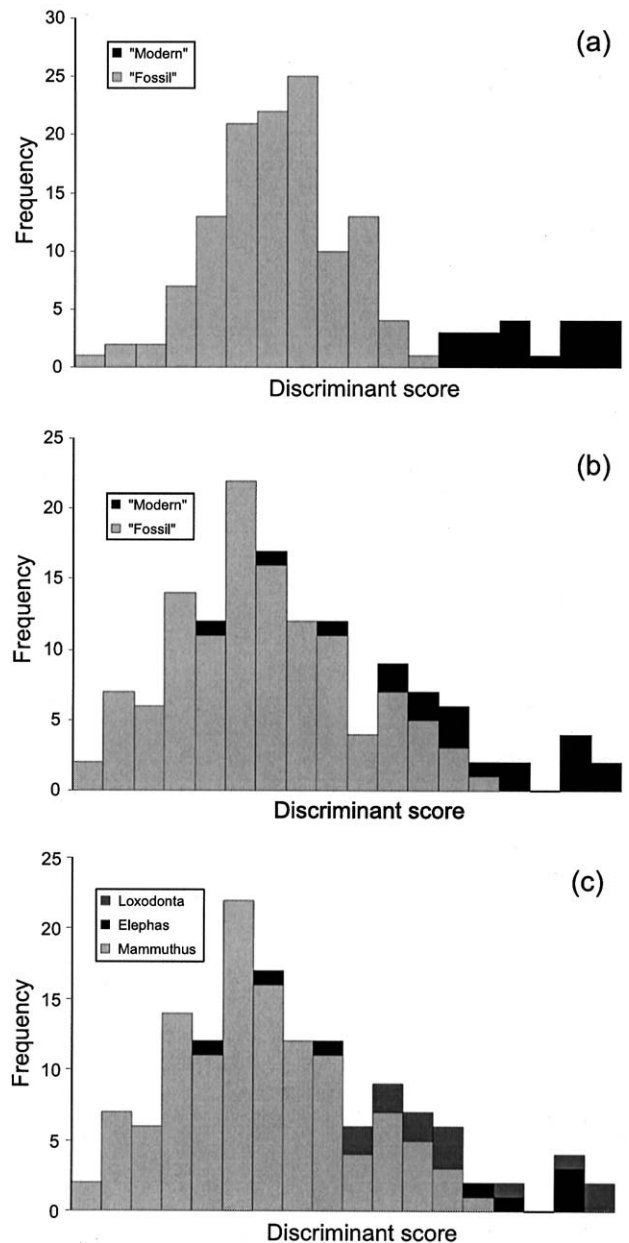 (a)
"Modern"
"Fossil"
Frequency
30
25
20
15
10
5
0
Discriminant score
(b)
"Modern"
"Fossil"
Frequency
25
20
15
10
5
0
Discriminant score
(c)
Loxodonta
Elephas
Mammuthus
Frequency
25
20
15
10
5
0
Discriminant score